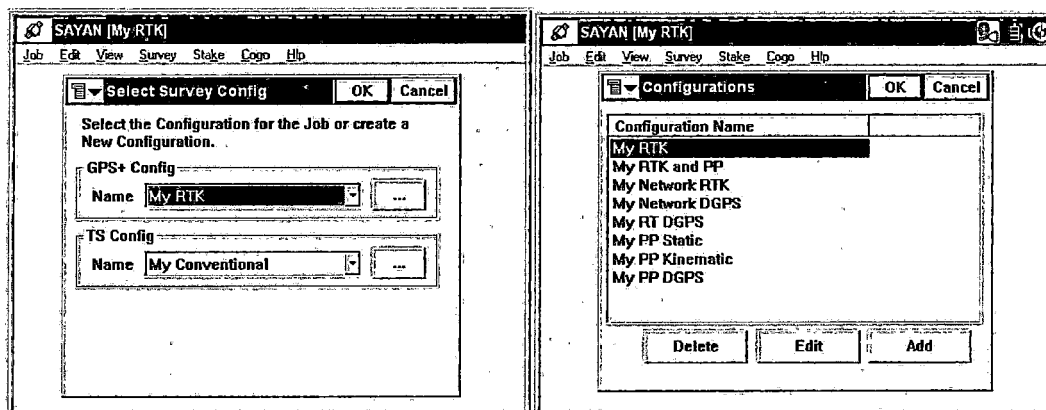 SAYAN [My RTK]
Job Edit View Survey Stake Cogo Hlp
Select Survey Config OK Cancel
Select the Configuration for the Job or create a
New Configuration.
GPS+ Config
Name My RTK ...
TS Config
Name My Conventional ...
SAYAN [My RTK]
Job Edit View Survey Stake Cogo Hlp
Configurations OK Cancel
Configuration Name
My RTK
My RTK and PP
My Network RTK
My Network DGPS
My RT DGPS
My PP Static
My PP Kinematic
My PP DGPS
Delete Edit Add